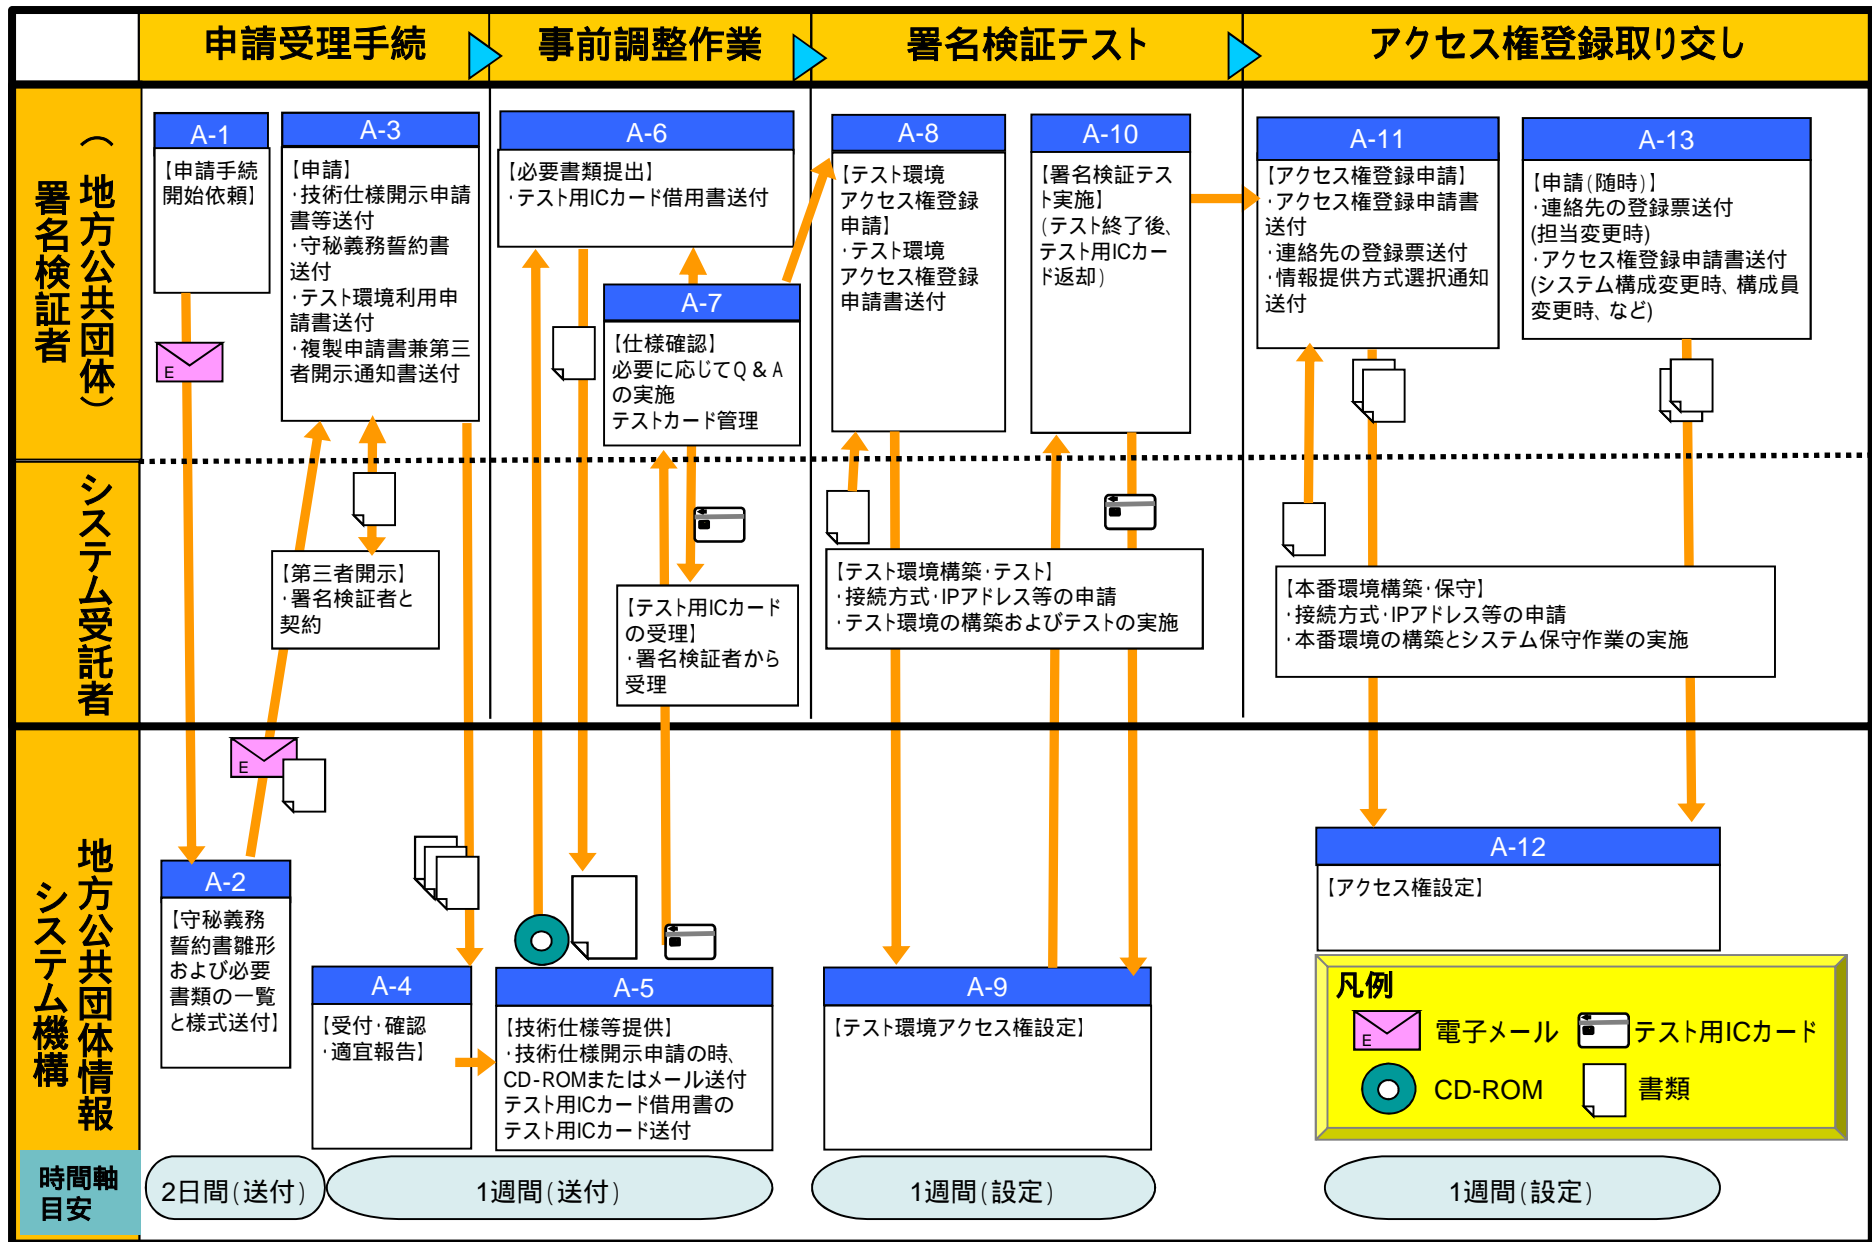 申請受理手続
事前調整作業
署名検証テスト
アクセス権登録取り交し
署名検証者
（地方公共団体）
A-1
【申請手続
開始依頼】
A-3
【申請】
・技術仕様開示申請
書等送付
・守秘義務誓約書
送付
・テスト環境利用申
請書送付
・複製申請書兼第三
者開示通知書送付
A-6
【必要書類提出】
・テスト用ICカード借用書送付
A-7
【仕様確認】
必要に応じてQ＆A
の実施
テストカード管理
A-8
【テスト環境
アクセス権登録
申請】
・テスト環境
アクセス権登録
申請書送付
A-10
【署名検証テス
ト実施】
(テスト終了後、
テスト用ICカー
ド返却)
A-11
【アクセス権登録申請】
・アクセス権登録申請書
送付
・連絡先の登録票送付
・情報提供方式選択通知
送付
A-13
【申請(随時)】
・連絡先の登録票送付
(担当変更時)
・アクセス権登録申請書送付
(システム構成変更時、構成員
変更時、など)
E
システム受託者
【第三者開示】
・署名検証者と
契約
【テスト用ICカード
の受理】
・署名検証者から
受理
【テスト環境構築・テスト】
・接続方式・IPアドレス等の申請
・テスト環境の構築およびテストの実施
【本番環境構築・保守】
・接続方式・IPアドレス等の申請
・本番環境の構築とシステム保守作業の実施
地方公共団体情報
システム機構
E
A-2
【守秘義務
誓約書雛形
および必要
書類の一覧
と様式送付】
A-4
【受付・確認
・適宜報告】
A-5
【技術仕様等提供】
・技術仕様開示申請の時、
CD-ROMまたはメール送付
テスト用ICカード借用書の
テスト用ICカード送付
A-9
【テスト環境アクセス権設定】
A-12
【アクセス権設定】
凡例
E
電子メール
テスト用ICカード
CD-ROM
書類
時間軸
目安
2日間(送付)
1週間(送付)
1週間(設定)
1週間(設定)